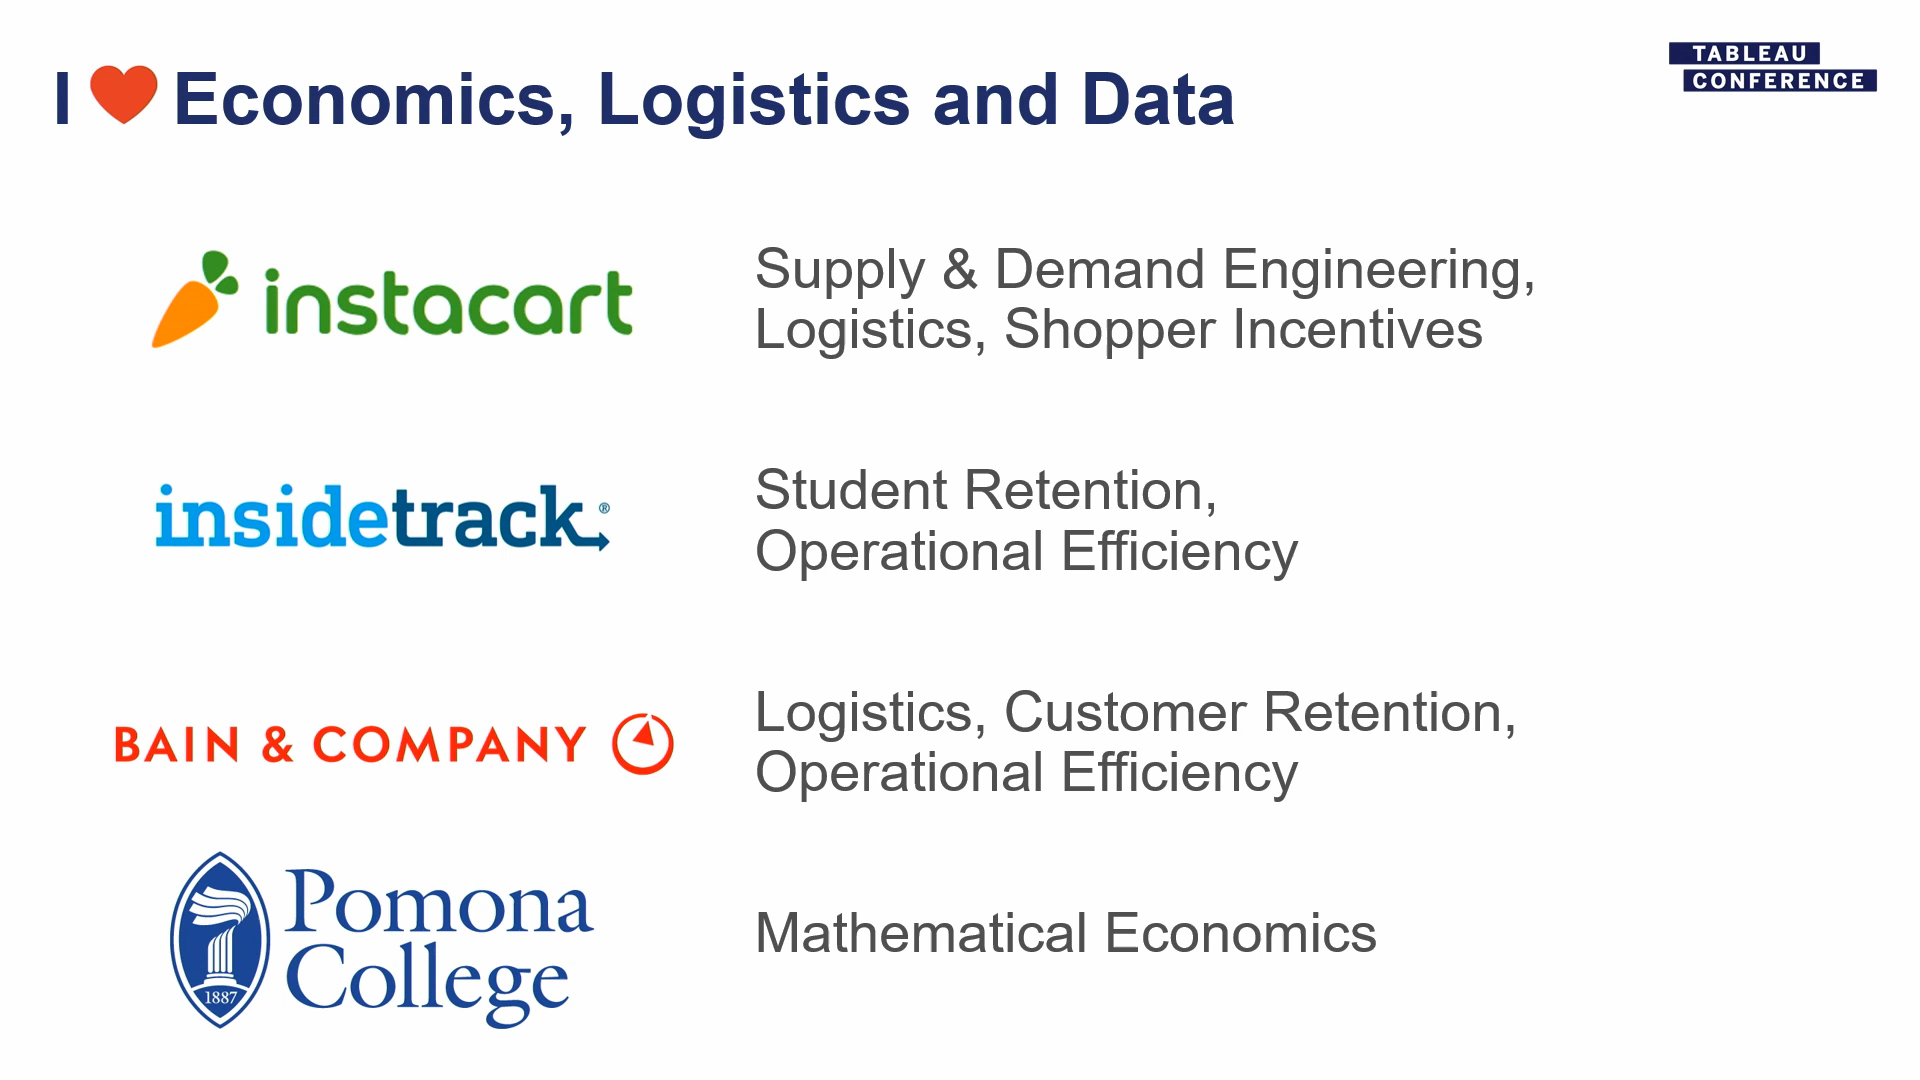 I ❤ Economics, Logistics and Data
TABLEAU
CONFERENCE
instacart
Supply & Demand Engineering,
Logistics, Shopper Incentives
insidetrack®
Student Retention,
Operational Efficiency
BAIN & COMPANY
Logistics, Customer Retention,
Operational Efficiency
Pomona
College
1887
Mathematical Economics